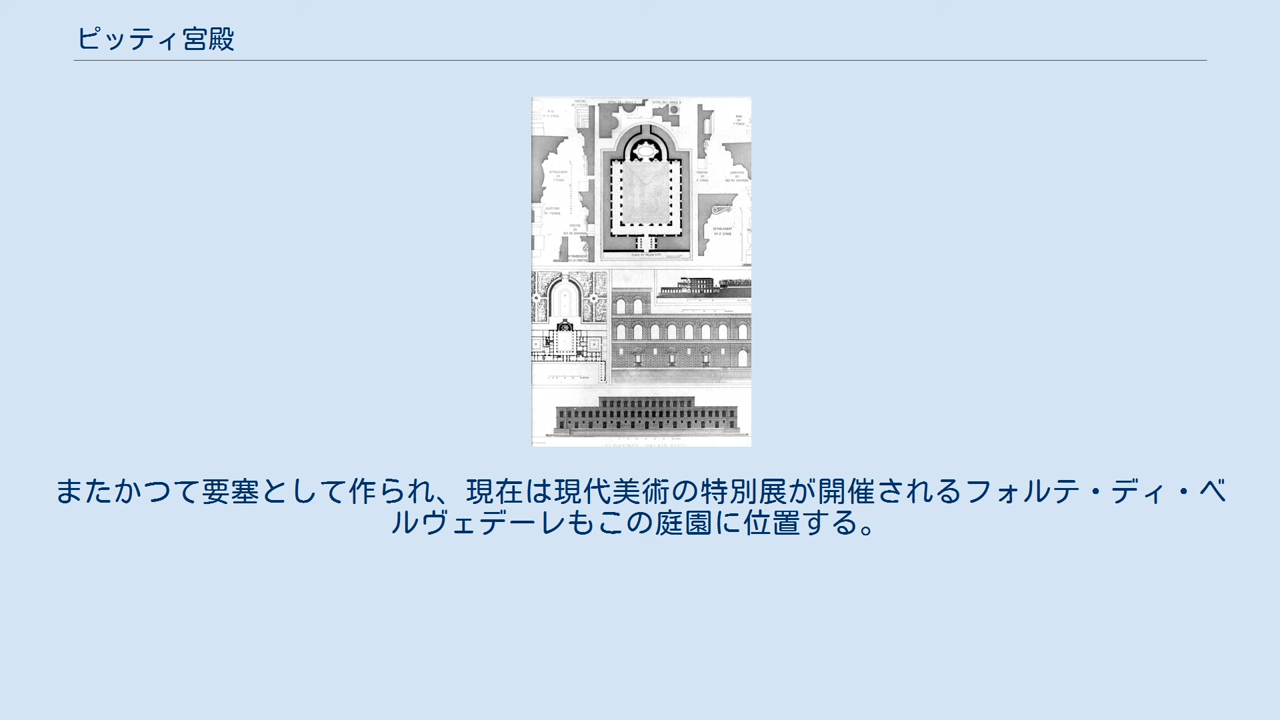 ピッティ宮殿
またかつて要塞として作られ、現在は現代美術の特別展が開催されるフォルテ・ディ・ベ
ルヴェデーレもこの庭園に位置する。